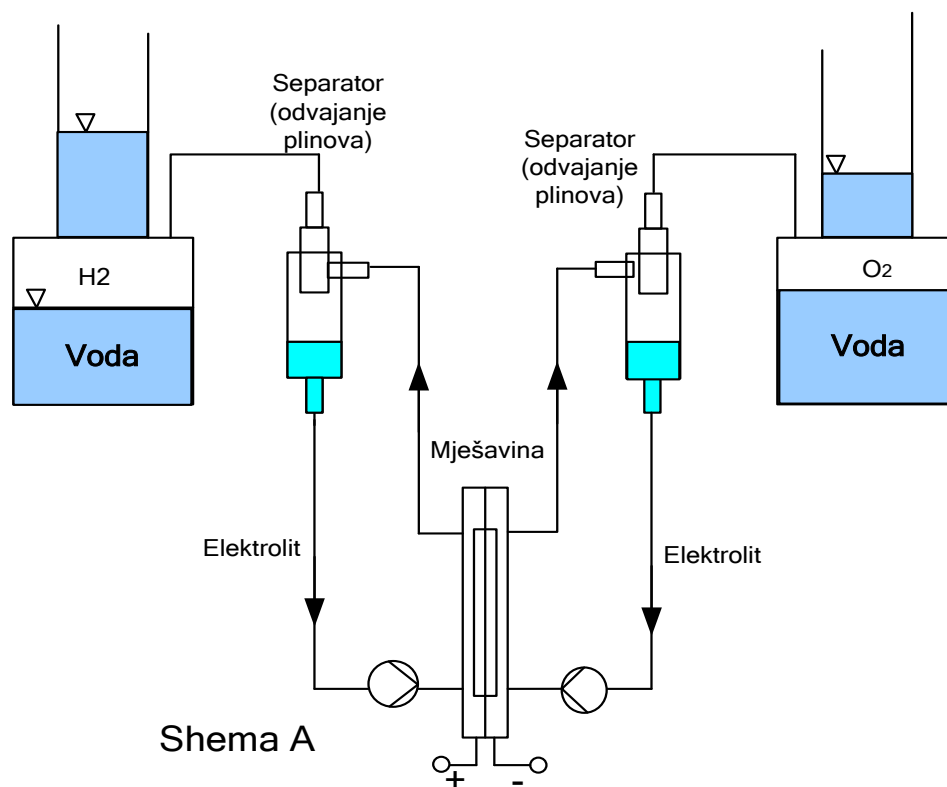 Separator
(odvajanje
plinova)
Separator
(odvajanje
plinova)
H2
O2
Voda
Voda
Mješavina
Elektrolit
Elektrolit
Shema A
+ -